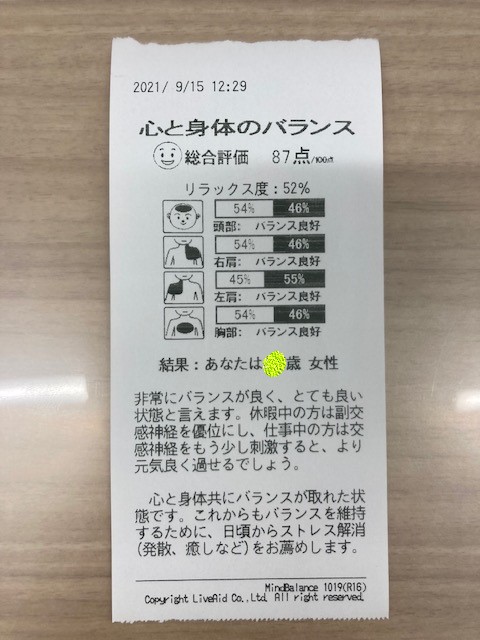 2021/ 9/15 12:29
心と身体のバランス
総合評価 87点/100点
リラックス度：52%
54% 46%
頭部： バランス良好
54% 46%
右肩： バランス良好
45% 55%
左肩： バランス良好
54% 46%
胸部： バランス良好
結果：あなたは 歳 女性
非常にバランスが良く、とても良い
状態と言えます。休暇中の方は副交
感神経を優位にし、仕事中の方は交
感神経をもう少し刺激すると、より
元気良く過せるでしょう。
心と身体共にバランスが取れた状
態です。これからもバランスを維持
するために、日頃からストレス解消
(発散、癒しなど)をお薦めします。
MindBalance 1019(R16)
Copyright LiveAid Co.,Ltd. All right reserved.